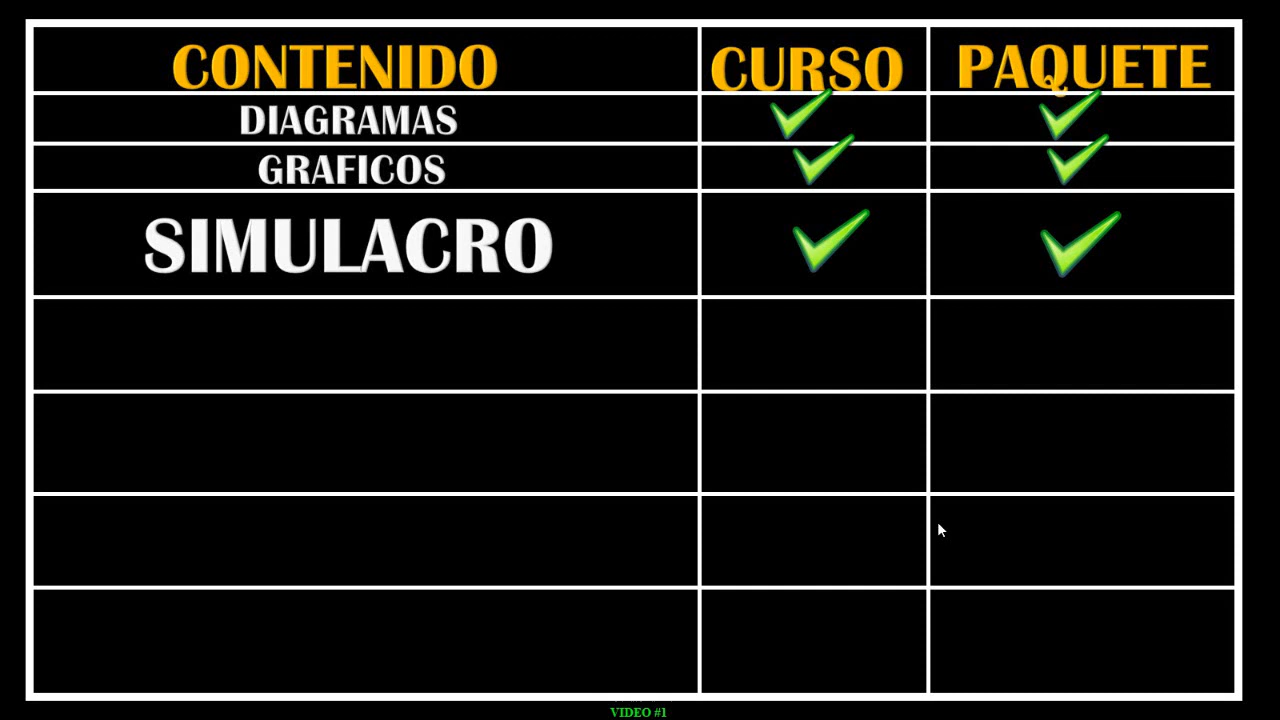 CONTENIDO CURSO PAQUETE
DIAGRAMAS
GRAFICOS
SIMULACRO
VIDEO #1